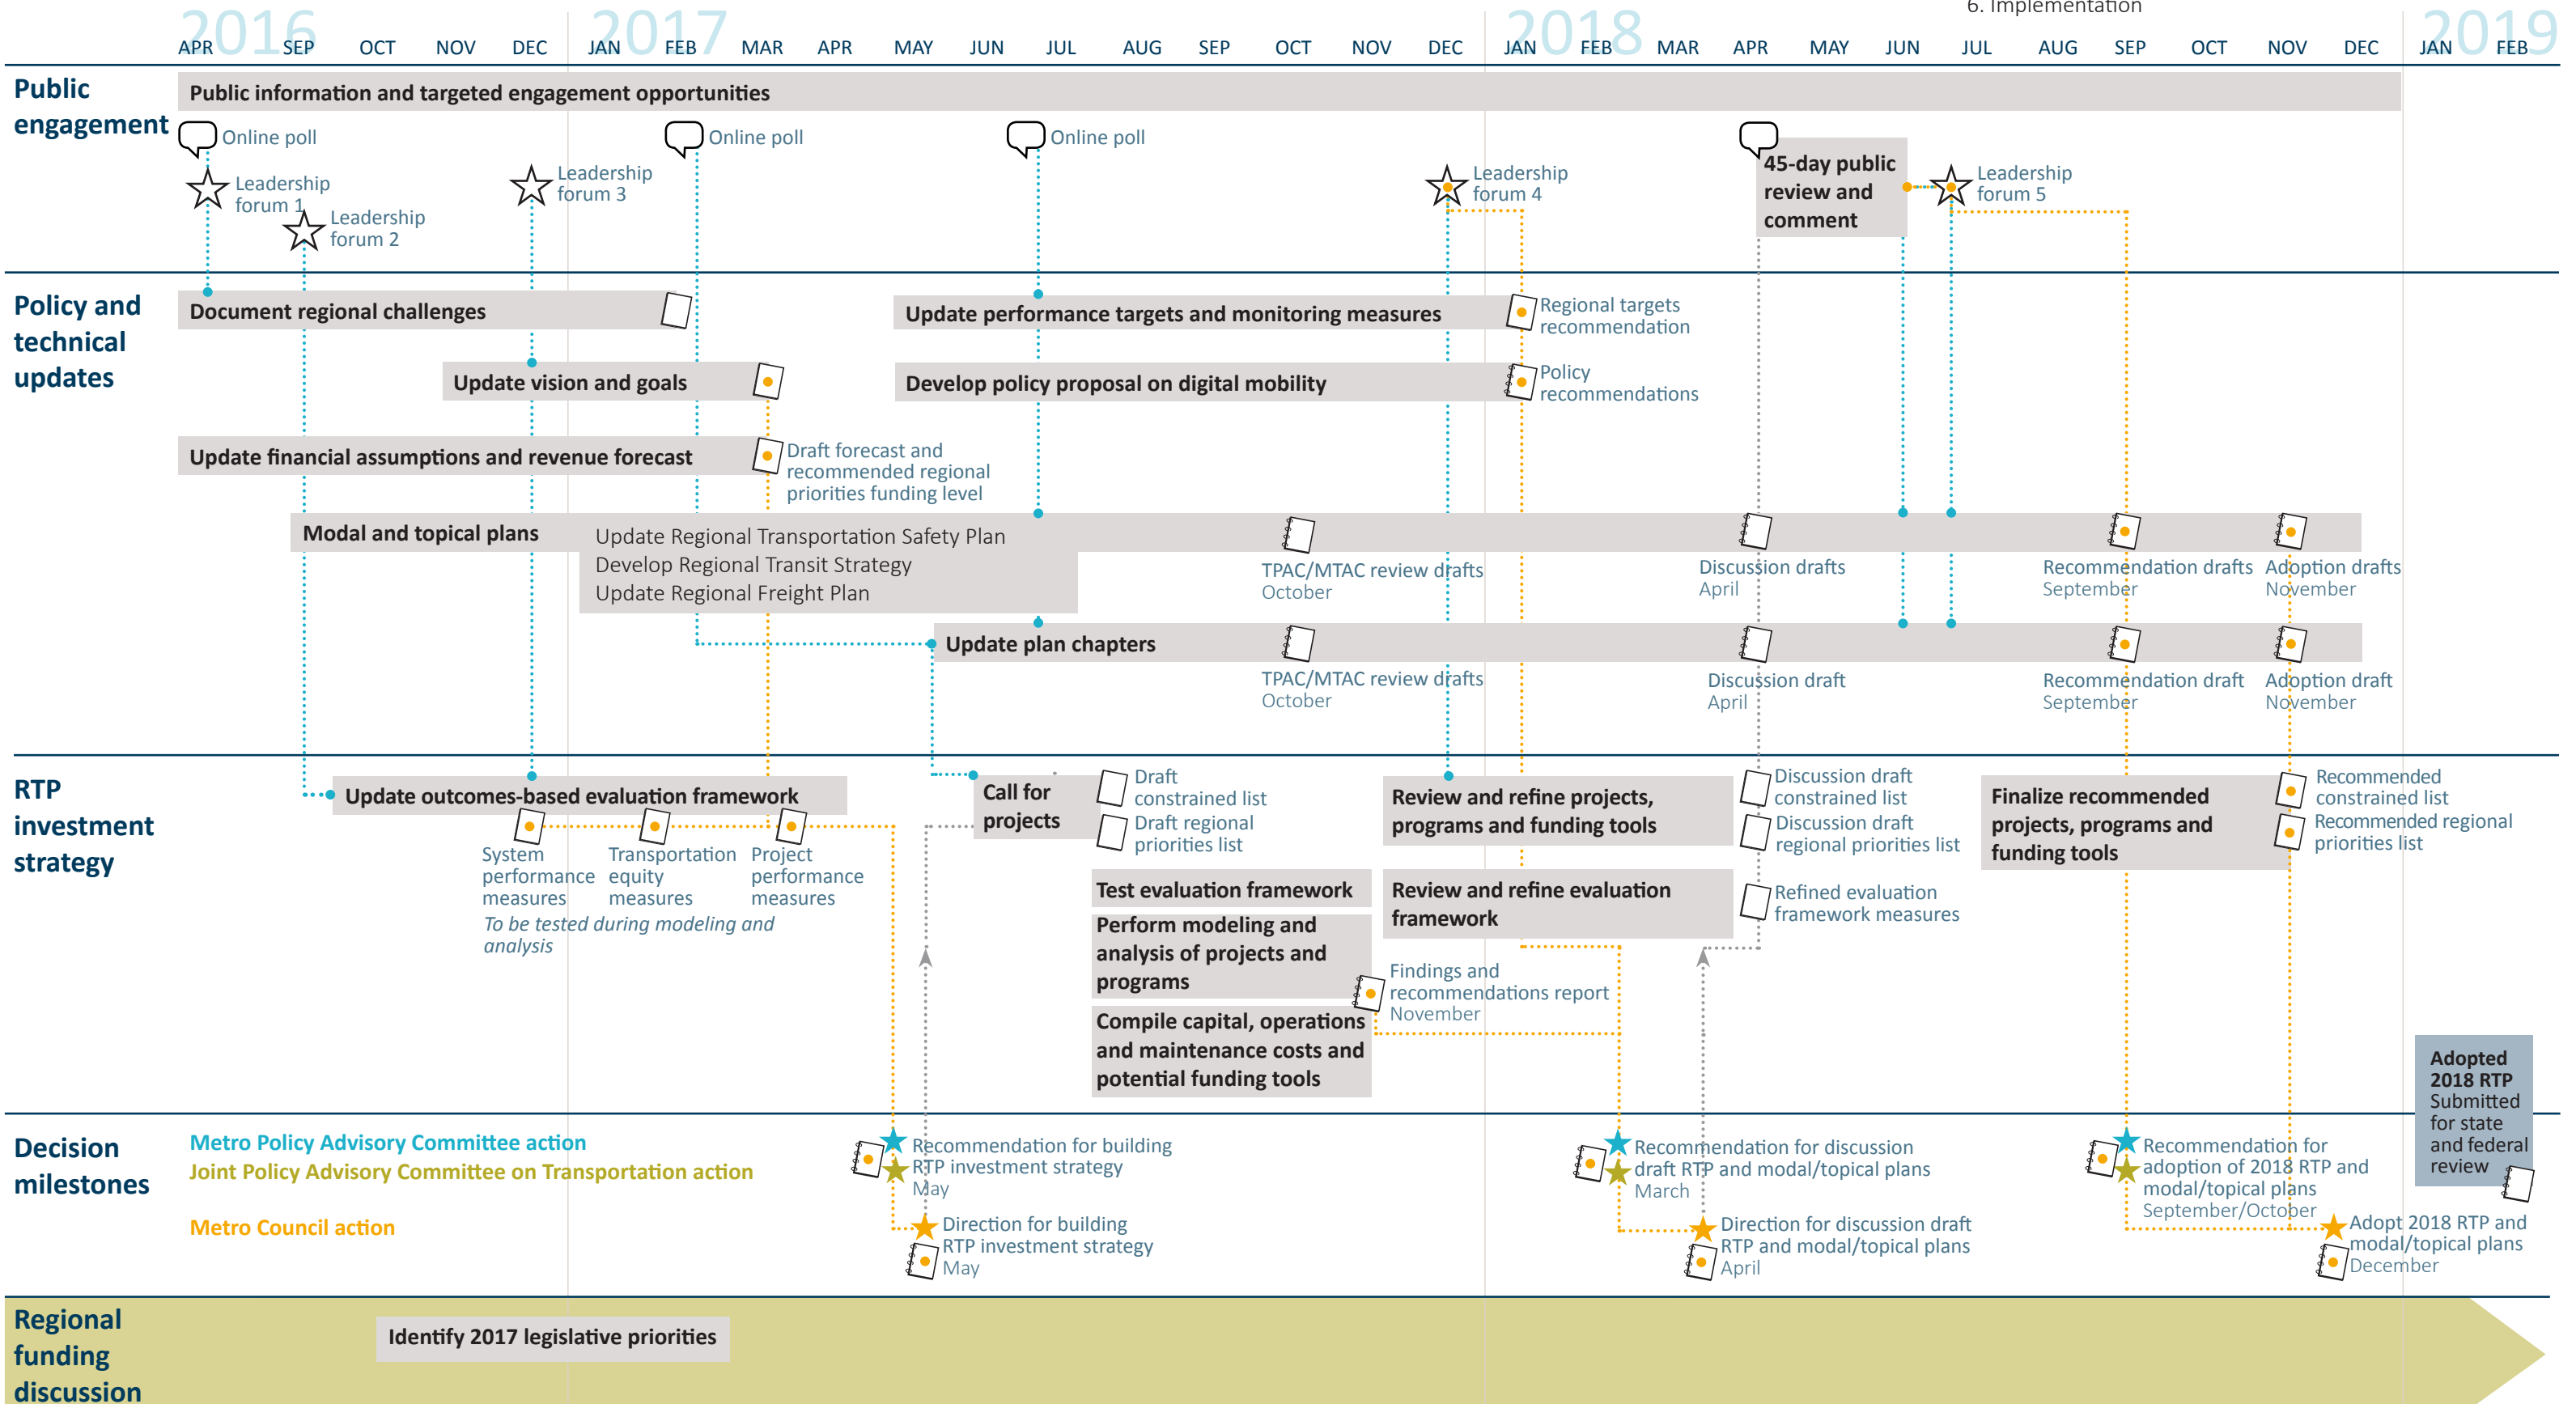 6. Implementation
2016 2017 2018 2019
APR SEP OCT NOV DEC JAN FEB MAR APR MAY JUN JUL AUG SEP OCT NOV DEC JAN FEB MAR APR MAY JUN JUL AUG SEP OCT NOV DEC JAN FEB
Public
engagement
Public information and targeted engagement opportunities
Online poll
Online poll
Online poll
Leadership
forum 1
Leadership
forum 2
Leadership
forum 3
Leadership
forum 4
45-day public
review and
comment
Leadership
forum 5
Policy and
technical
updates
Document regional challenges
Update performance targets and monitoring measures
Regional targets
recommendation
Update vision and goals
Develop policy proposal on digital mobility
Policy
recommendations
Update financial assumptions and revenue forecast
Draft forecast and
recommended regional
priorities funding level
Modal and topical plans
Update Regional Transportation Safety Plan
Develop Regional Transit Strategy
Update Regional Freight Plan
TPAC/MTAC review drafts
October
Discussion drafts
April
Recommendation drafts
September
Adoption drafts
November
Update plan chapters
TPAC/MTAC review drafts
October
Discussion draft
April
Recommendation draft
September
Adoption draft
November
RTP
investment
strategy
Update outcomes-based evaluation framework
System
performance
measures
Transportation
equity
measures
Project
performance
measures
To be tested during modeling and
analysis
Call for
projects
Draft
constrained list
Draft regional
priorities list
Test evaluation framework
Perform modeling and
analysis of projects and
programs
Compile capital, operations
and maintenance costs and
potential funding tools
Review and refine projects,
programs and funding tools
Review and refine evaluation
framework
Findings and
recommendations report
November
Discussion draft
constrained list
Discussion draft
regional priorities list
Refined evaluation
framework measures
Finalize recommended
projects, programs and
funding tools
Recommended
constrained list
Recommended regional
priorities list
Adopted
2018 RTP
Submitted
for state
and federal
review
Decision
milestones
Metro Policy Advisory Committee action
Joint Policy Advisory Committee on Transportation action
Metro Council action
Recommendation for building
RTP investment strategy
May
Direction for building
RTP investment strategy
May
Recommendation for discussion
draft RTP and modal/topical plans
March
Direction for discussion draft
RTP and modal/topical plans
April
Recommendation for
adoption of 2018 RTP and
modal/topical plans
September/October
Adopt 2018 RTP and
modal/topical plans
December
Regional
funding
discussion
Identify 2017 legislative priorities